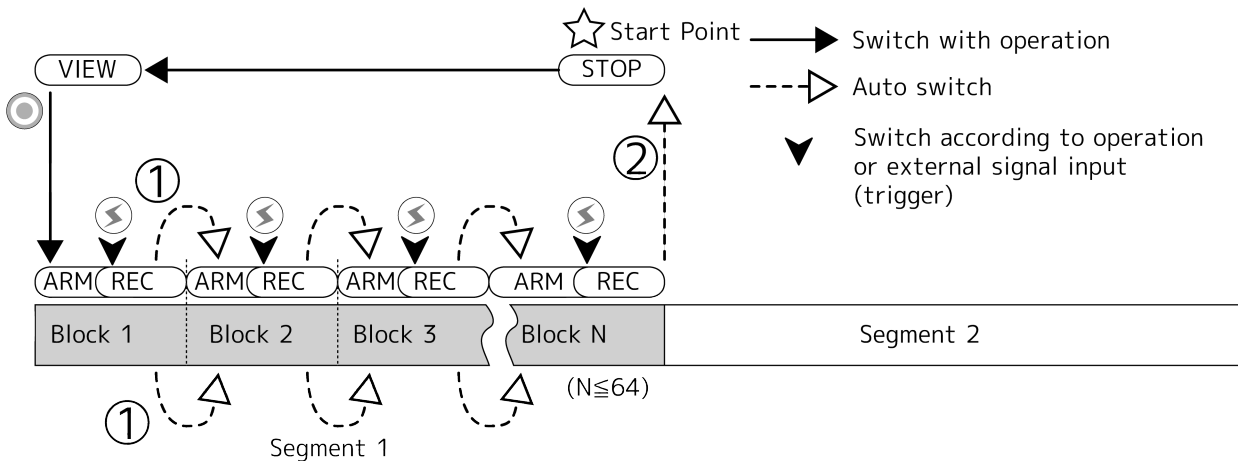 Start Point
Switch with operation
VIEW
STOP
Auto switch
Switch according to operation
or external signal input
(trigger)
②
①
ARM REC ARM REC ARM REC ARM REC
Block 1 Block 2 Block 3 Block N Segment 2
(N≦64)
①
Segment 1